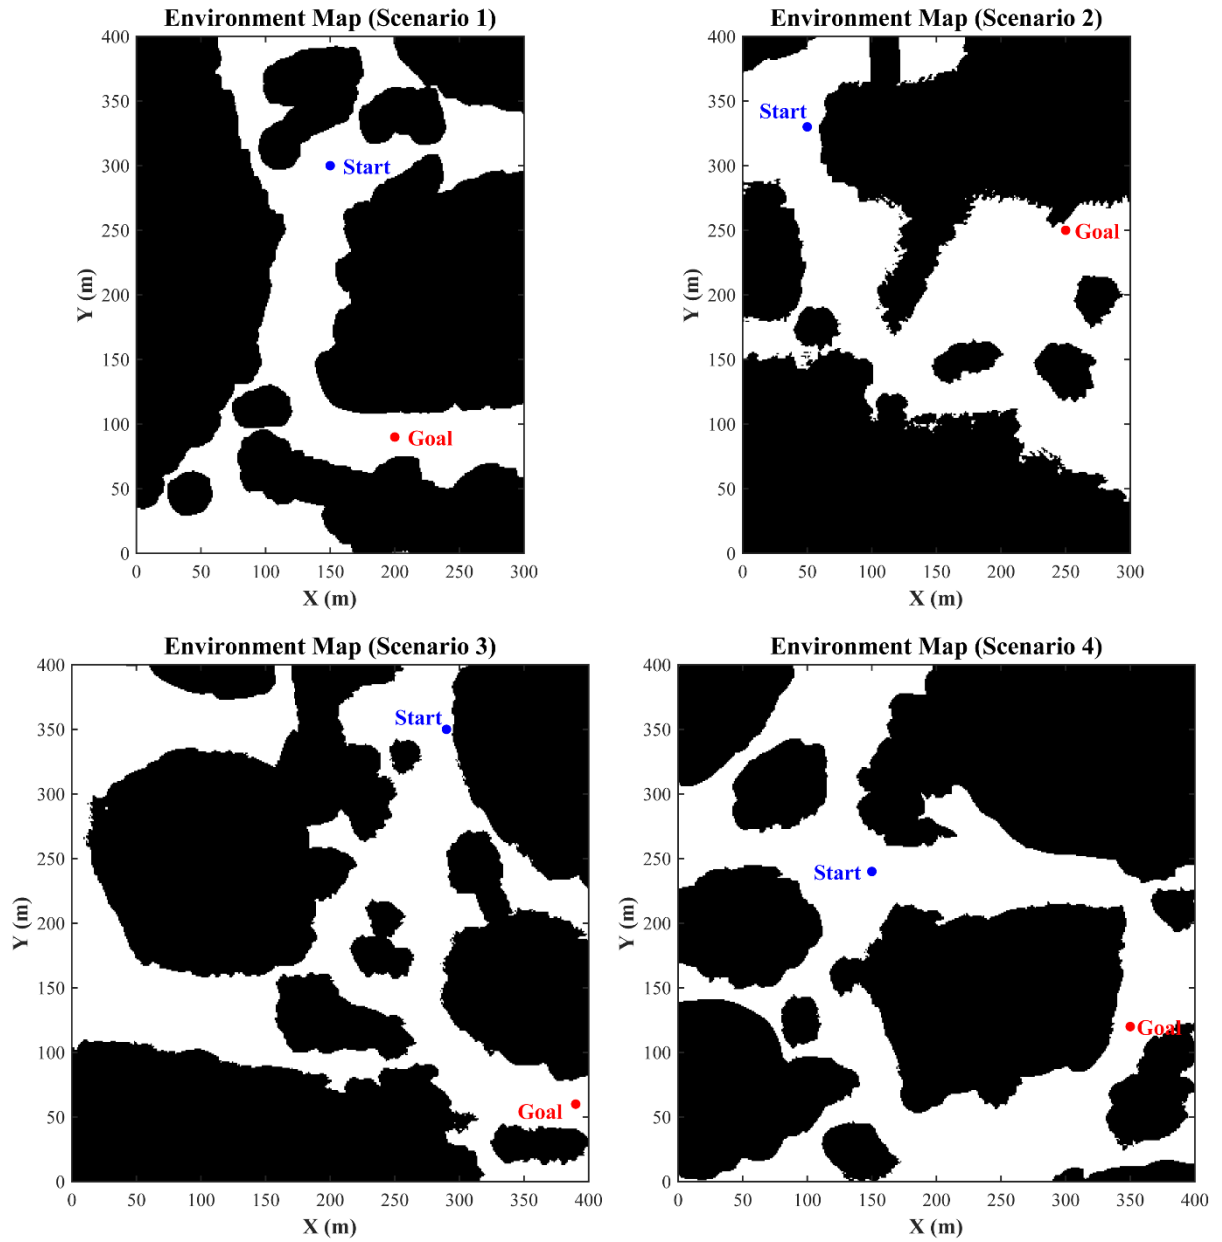 Environment Map (Scenario 1)
400
350
300
250
200
150
100
50
0
Y (m)
Start
Goal
0 50 100 150 200 250 300
X (m)
Environment Map (Scenario 2)
400
350
300
250
200
150
100
50
0
Y (m)
Start
Goal
0 50 100 150 200 250 300
X (m)
Environment Map (Scenario 3)
400
350
300
250
200
150
100
50
0
Y (m)
Start
Goal
0 50 100 150 200 250 300 350 400
X (m)
Environment Map (Scenario 4)
400
350
300
250
200
150
100
50
0
Y (m)
Start
Goal
0 50 100 150 200 250 300 350 400
X (m)